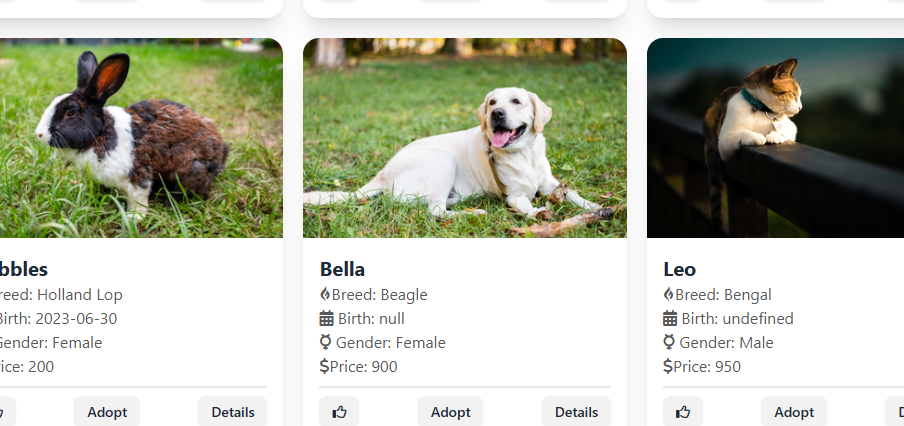 bbles
reed: Holland Lop
Birth: 2023-06-30
Gender: Female
ice: 200
Adopt
Details
Bella
Breed: Beagle
Birth: null
Gender: Female
$Price: 900
Adopt
Details
Leo
Breed: Bengal
Birth: undefined
Gender: Male
$Price: 950
Adopt
D